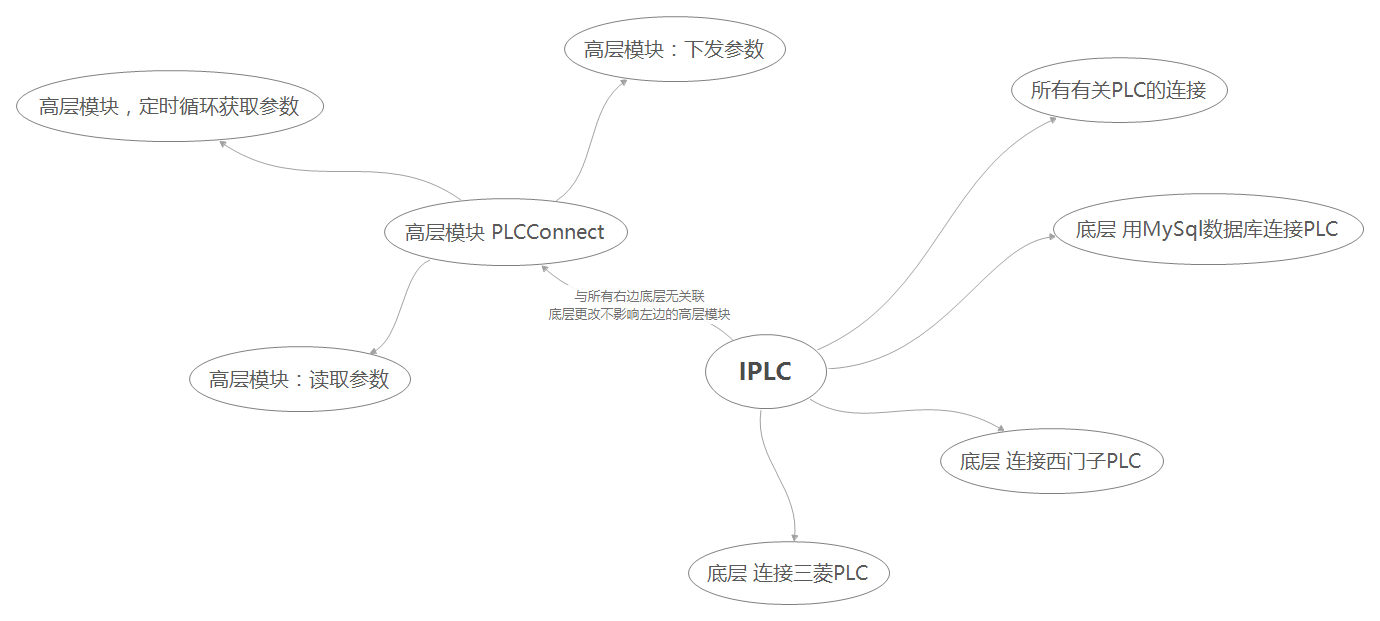 高层模块：下发参数
高层模块，定时循环获取参数
所有有关PLC的连接
高层模块 PLCConnect
底层 用MySql数据库连接PLC
与所有右边底层无关联
底层更改不影响左边的高层模块
IPLC
高层模块：读取参数
底层 连接西门子PLC
底层 连接三菱PLC